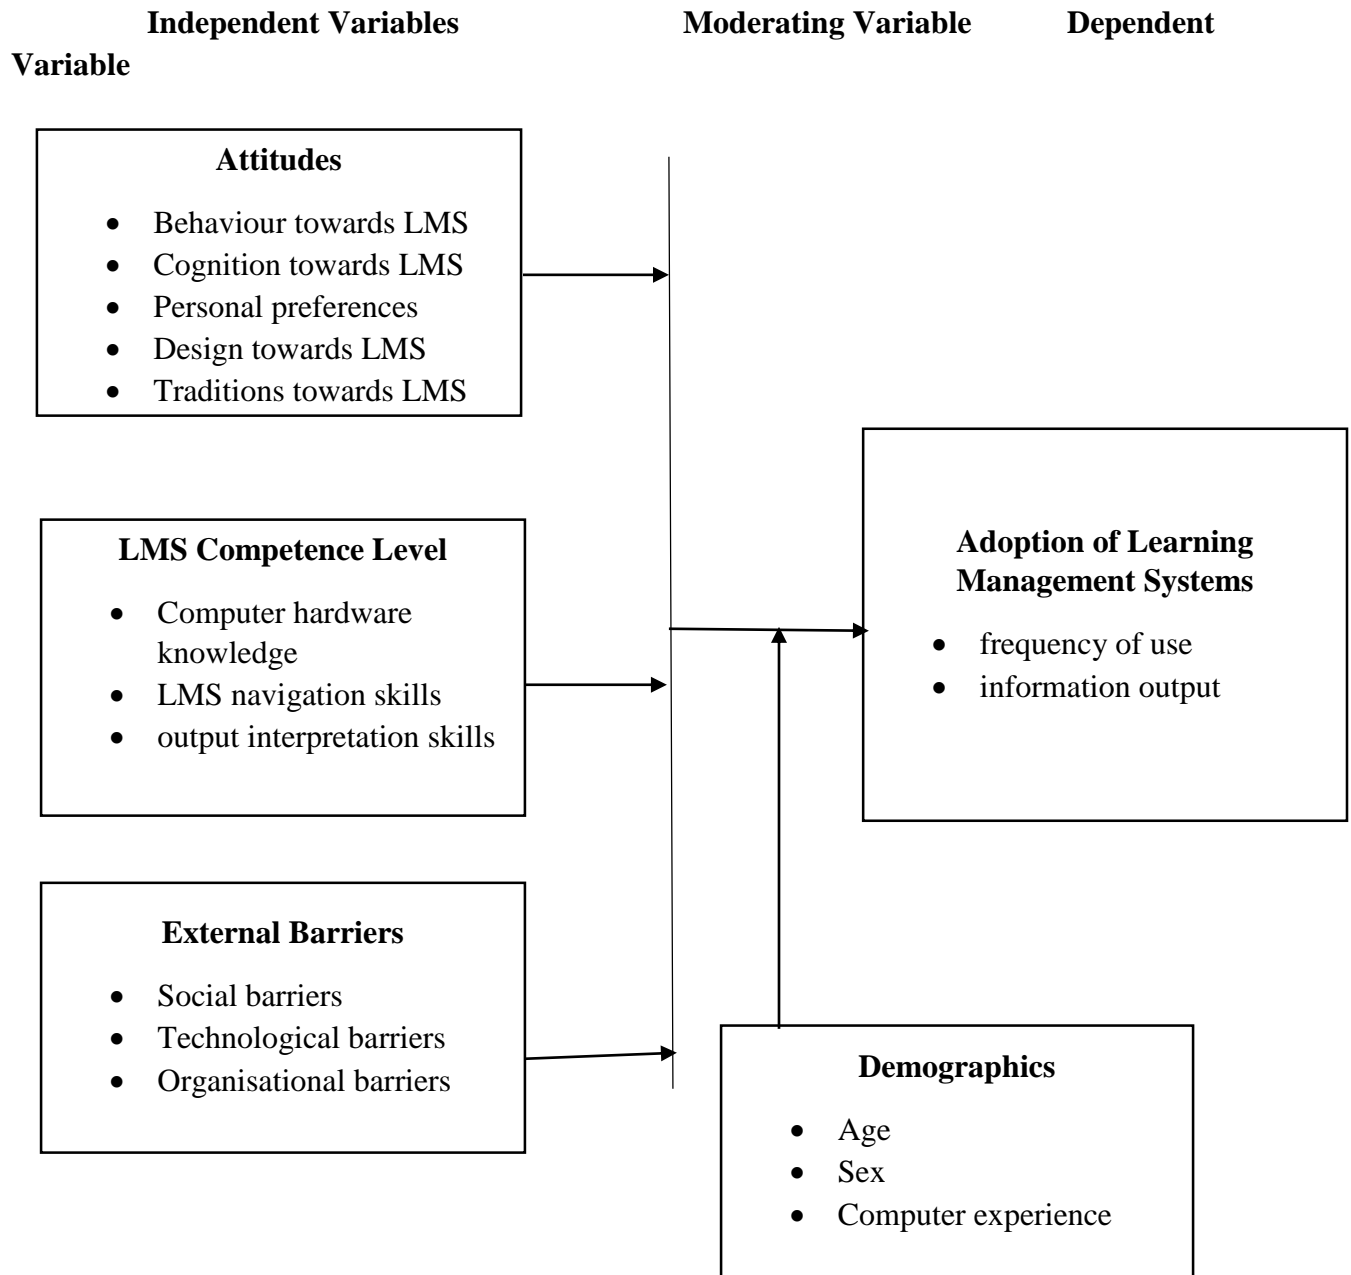 Independent Variables Moderating Variable Dependent
Variable
Attitudes
• Behaviour towards LMS
• Cognition towards LMS
• Personal preferences
• Design towards LMS
• Traditions towards LMS
LMS Competence Level
• Computer hardware
knowledge
• LMS navigation skills
• output interpretation skills
External Barriers
• Social barriers
• Technological barriers
• Organisational barriers
Adoption of Learning
Management Systems
• frequency of use
• information output
Demographics
• Age
• Sex
• Computer experience